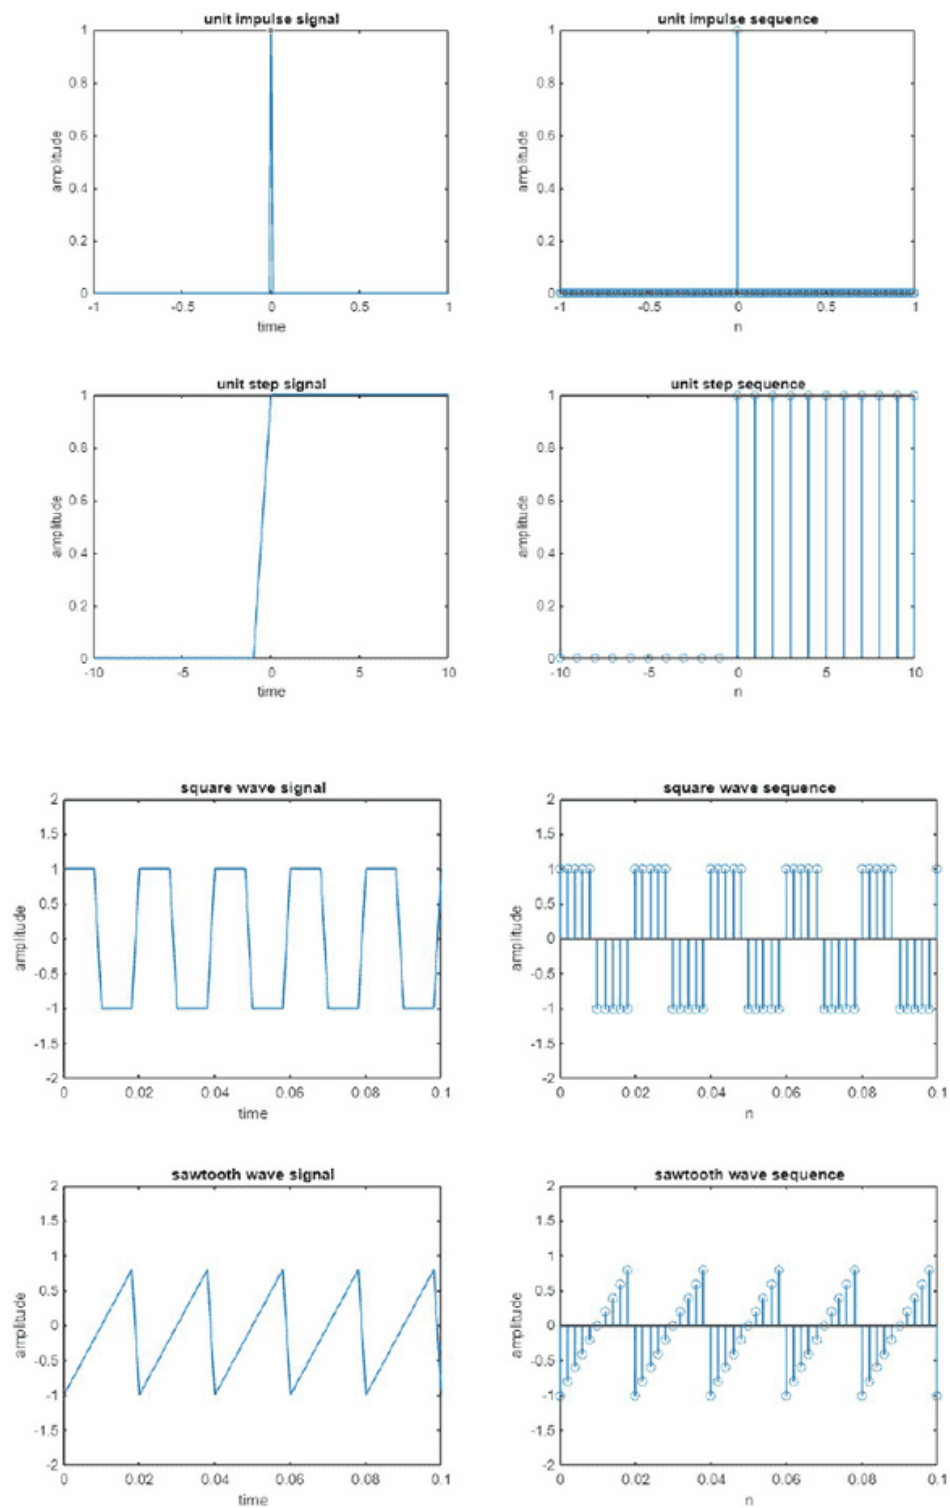 unit impulse signal
1
0.8
0.6
0.4
0.2
0
amplitude
-1 -0.5 0 0.5 1
time
unit impulse sequence
1
0.8
0.6
0.4
0.2
0
amplitude
-1 -0.5 0 0.5 1
n
unit step signal
1
0.8
0.6
0.4
0.2
0
amplitude
-10 -5 0 5 10
time
unit step sequence
1
0.8
0.6
0.4
0.2
0
amplitude
-10 -5 0 5 10
n
square wave signal
2
1.5
1
0.5
0
-0.5
-1
-1.5
-2
amplitude
0 0.02 0.04 0.06 0.08 0.1
time
square wave sequence
2
1.5
1
0.5
0
-0.5
-1
-1.5
-2
amplitude
0 0.02 0.04 0.06 0.08 0.1
n
sawtooth wave signal
2
1.5
1
0.5
0
-0.5
-1
-1.5
-2
amplitude
0 0.02 0.04 0.06 0.08 0.1
time
sawtooth wave sequence
2
1.5
1
0.5
0
-0.5
-1
-1.5
-2
amplitude
0 0.02 0.04 0.06 0.08 0.1
n